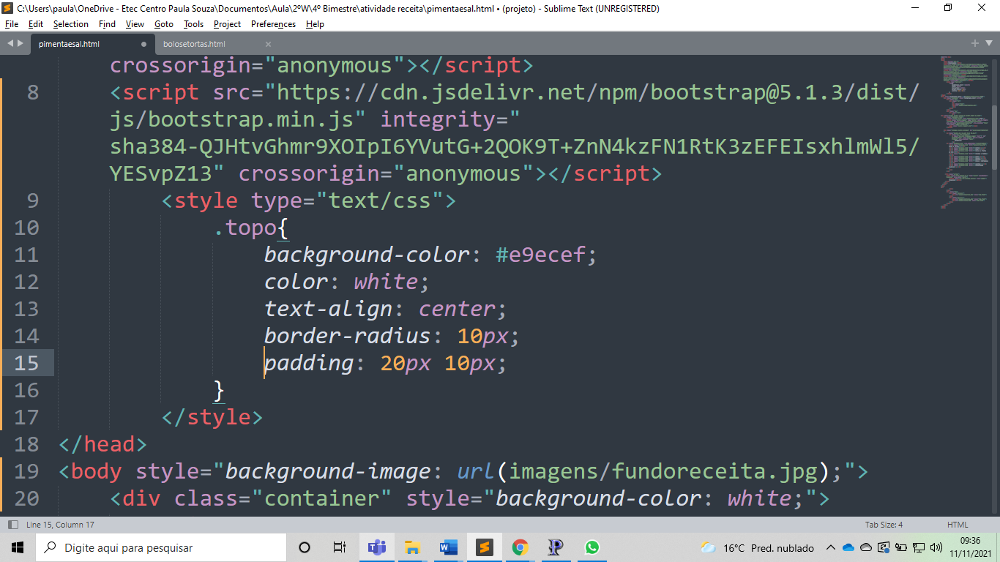 C:\Users\paula\OneDrive - Etec Centro Paula Souza\Documentos\Aula\2ºW\4º Bimestre\atividade receita\pimentaesal.html • (projeto) - Sublime Text (UNREGISTERED)
File Edit Selection Find View Goto Tools Project Preferences Help
pimentaesal.html bolosetortas.html
crossorigin="anonymous"></script>
8 <script src="https://cdn.jsdelivr.net/npm/bootstrap@5.1.3/dist/
js/bootstrap.min.js" integrity="
sha384-QJHtvGhmr9XOIpI6YVutG+2QOK9T+ZnN4kzFN1RtK3zEFEIsxhlmWl5/
YESvpZ13" crossorigin="anonymous"></script>
9 <style type="text/css">
10 .topo{
11 background-color: #e9ecef;
12 color: white;
13 text-align: center;
14 border-radius: 10px;
15 padding: 20px 10px;
16 }
17 </style>
18 </head>
19 <body style="background-image: url(imagens/fundoreceita.jpg);">
20 <div class="container" style="background-color: white;">
Line 15, Column 17 Tab Size: 4 HTML
Digite aqui para pesquisar 16°C Pred. nublado 09:36
11/11/2021